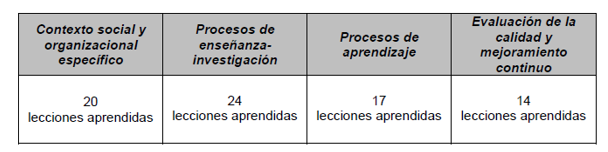 Contexto social y
organizacional
específico
Procesos de
enseñanza-
investigación
Procesos de
aprendizaje
Evaluación de la
calidad y
mejoramiento
continuo
20
lecciones aprendidas
24
lecciones aprendidas
17
lecciones aprendidas
14
lecciones aprendidas